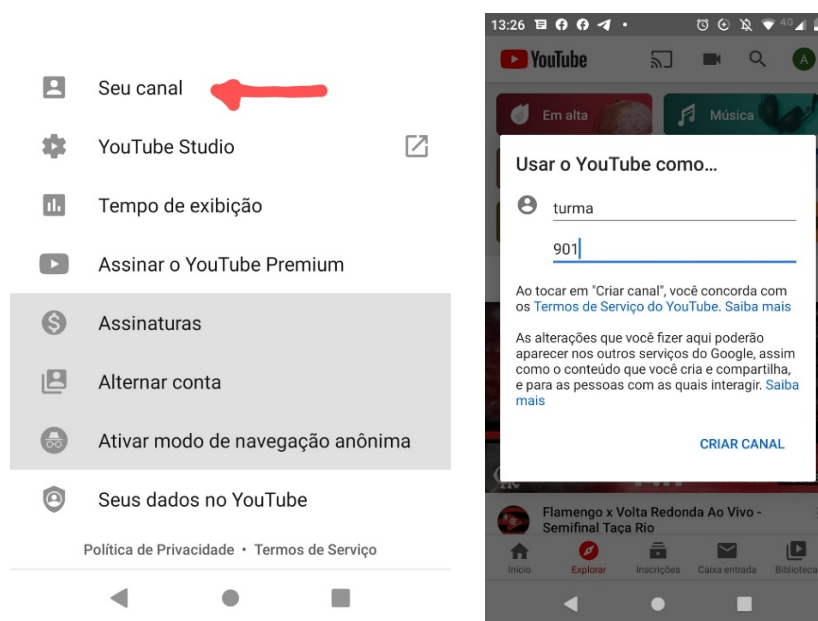 Seu canal
YouTube Studio
Tempo de exibição
Assinar o YouTube Premium
Assinaturas
Alternar conta
Ativar modo de navegação anônima
Seus dados no YouTube
Política de Privacidade • Termos de Serviço
13:26
4G
YouTube
A
Em alta
Música
Usar o YouTube como...
turma
901
Ao tocar em "Criar canal", você concorda com
os Termos de Serviço do YouTube. Saiba mais
As alterações que você fizer aqui poderão
aparecer nos outros serviços do Google, assim
como o conteúdo que você cria e compartilha,
e para as pessoas com as quais interagir. Saiba
mais
CRIAR CANAL
Flamengo x Volta Redonda Ao Vivo -
Semifinal Taça Rio
Início
Explorar
Inscrições
Caixa entrada
Biblioteca